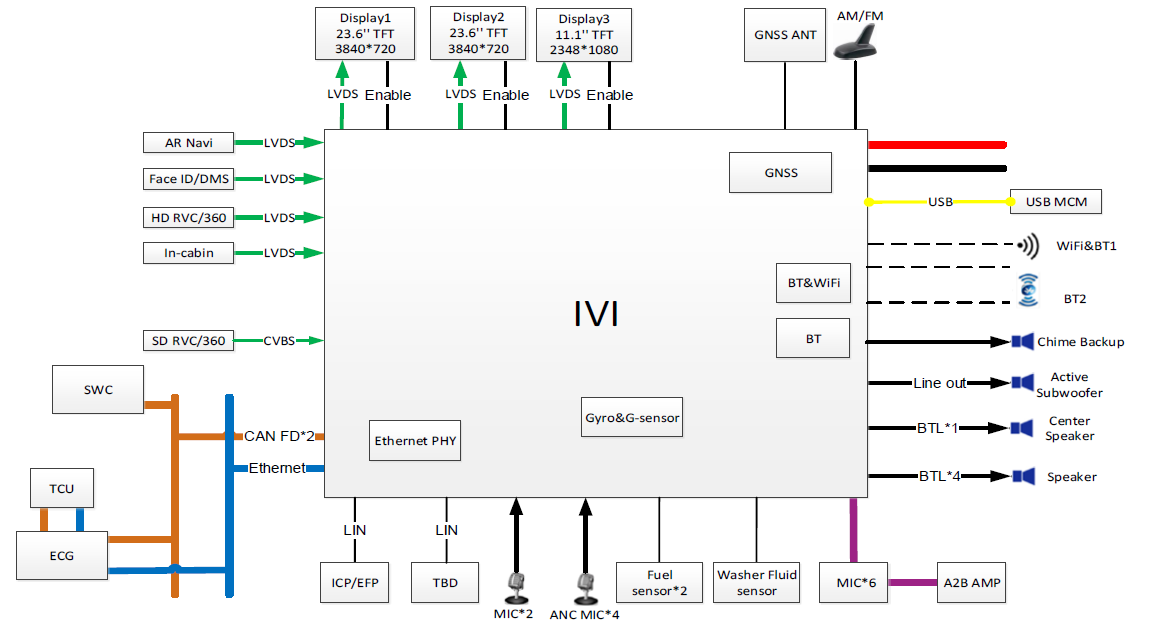 Display1
23.6'' TFT
3840*720
Display2
23.6'' TFT
3840*720
Display3
11.1'' TFT
2348*1080
GNSS ANT
AM/FM
LVDS
Enable
LVDS
Enable
LVDS
Enable
AR Navi
LVDS
Face ID/DMS
LVDS
HD RVC/360
LVDS
In-cabin
LVDS
SD RVC/360
CVBS
GNSS
USB
USB MCM
WiFi&BT1
BT&WiFi
BT2
IVI
BT
Chime Backup
SWC
Line out
Active
Subwoofer
Gyro&G-sensor
BTL*1
Center
Speaker
CAN FD*2
Ethernet PHY
Ethernet
BTL*4
Speaker
TCU
ECG
LIN
LIN
ICP/EFP
TBD
MIC*2
ANC MIC*4
Fuel
sensor*2
Washer Fluid
sensor
MIC*6
A2B AMP